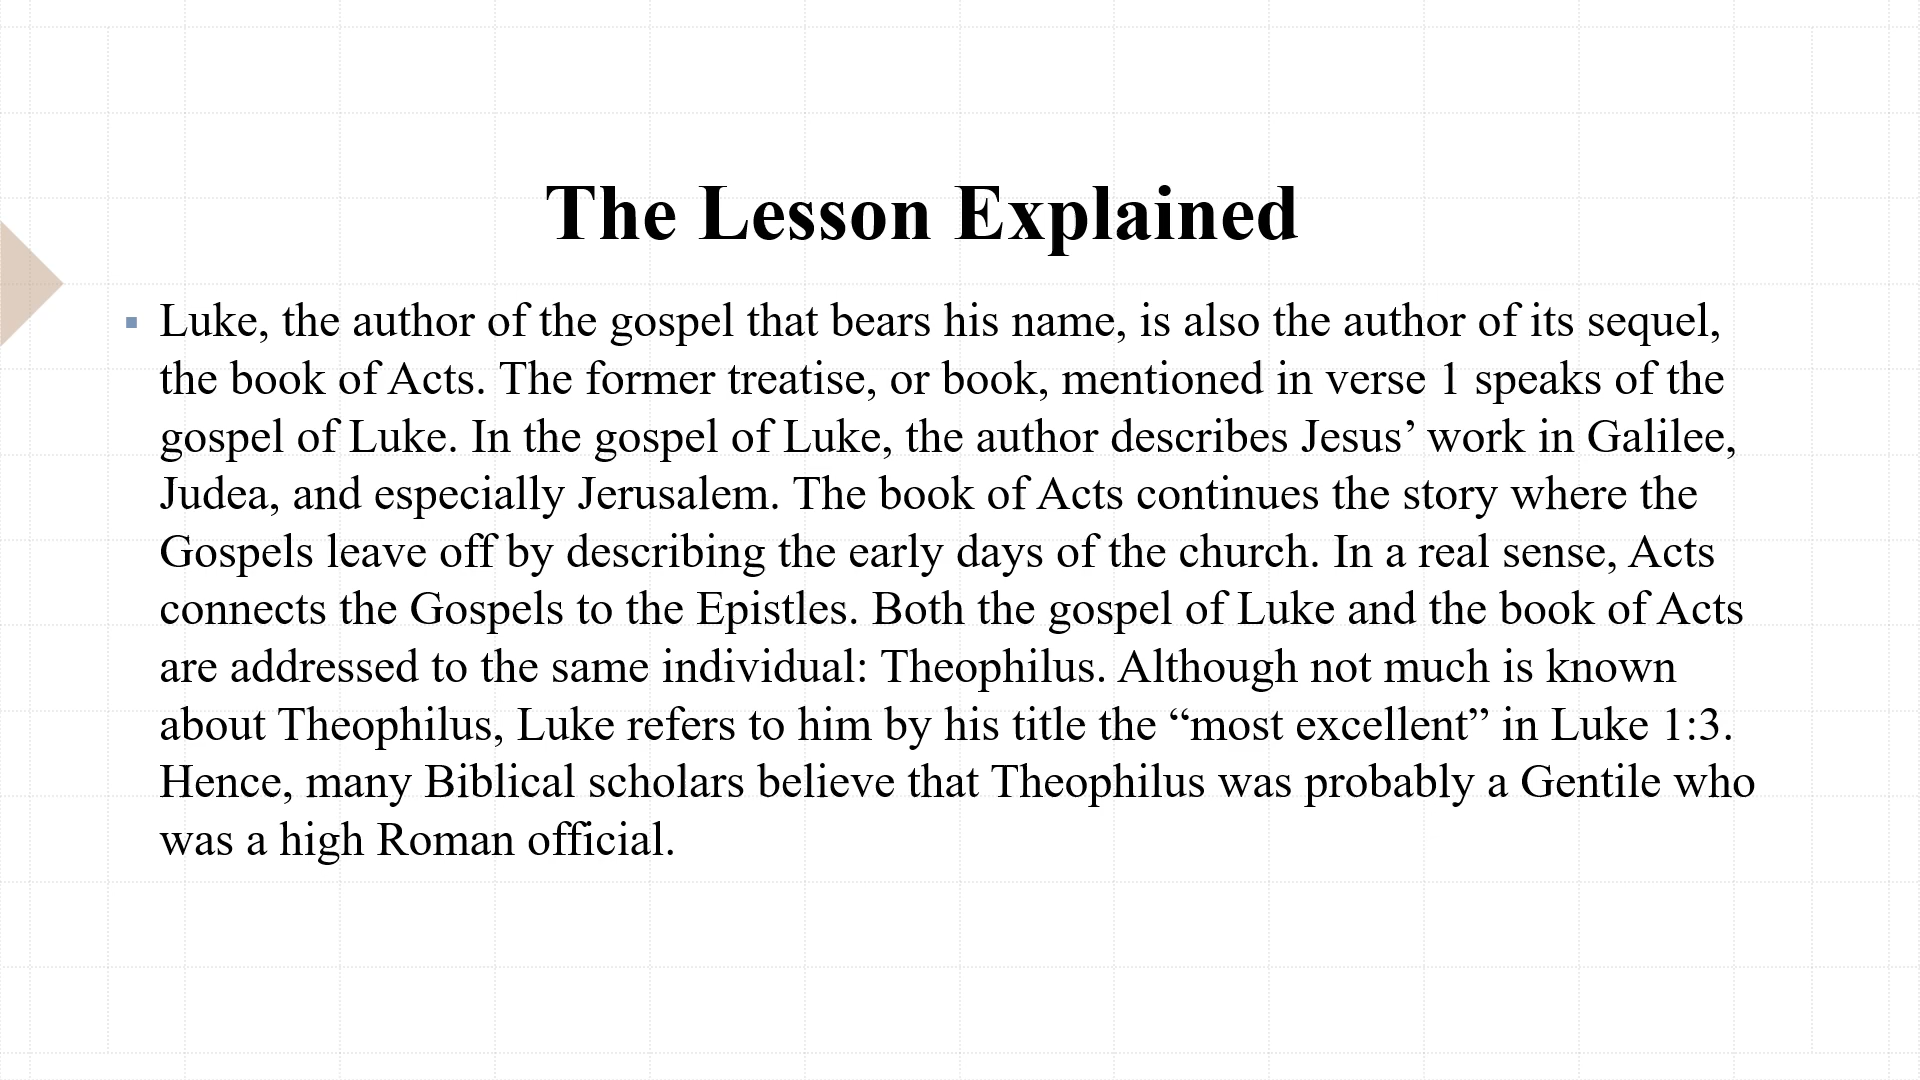 The Lesson Explained
▪ Luke, the author of the gospel that bears his name, is also the author of its sequel,
the book of Acts. The former treatise, or book, mentioned in verse 1 speaks of the
gospel of Luke. In the gospel of Luke, the author describes Jesus’ work in Galilee,
Judea, and especially Jerusalem. The book of Acts continues the story where the
Gospels leave off by describing the early days of the church. In a real sense, Acts
connects the Gospels to the Epistles. Both the gospel of Luke and the book of Acts
are addressed to the same individual: Theophilus. Although not much is known
about Theophilus, Luke refers to him by his title the “most excellent” in Luke 1:3.
Hence, many Biblical scholars believe that Theophilus was probably a Gentile who
was a high Roman official.